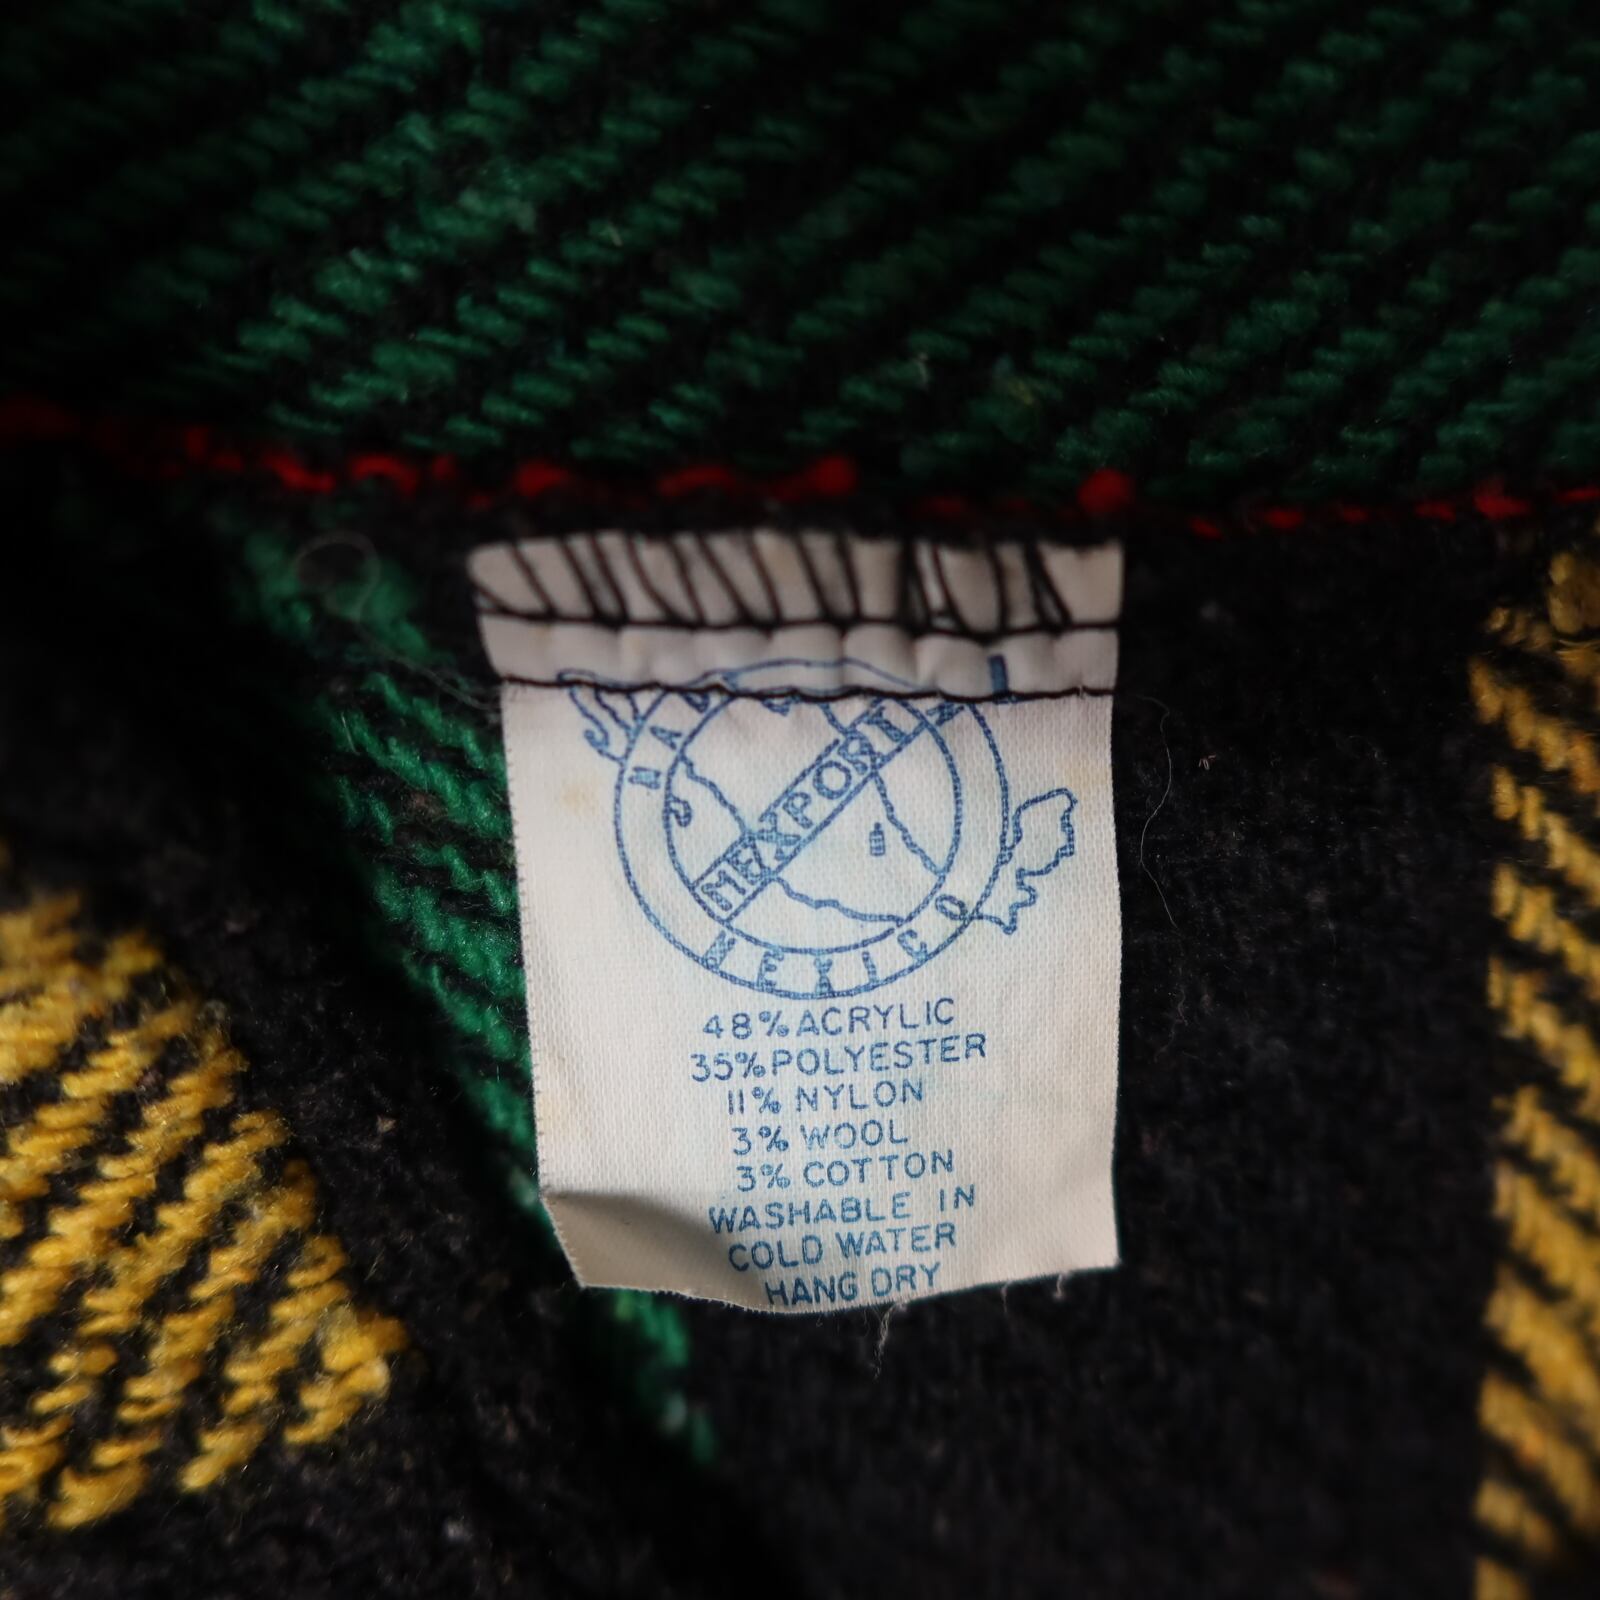 MEXPORT
MEXICO
48% ACRYLIC
35% POLYESTER
11% NYLON
3% WOOL
3% COTTON
WASHABLE IN
COLD WATER
HANG DRY